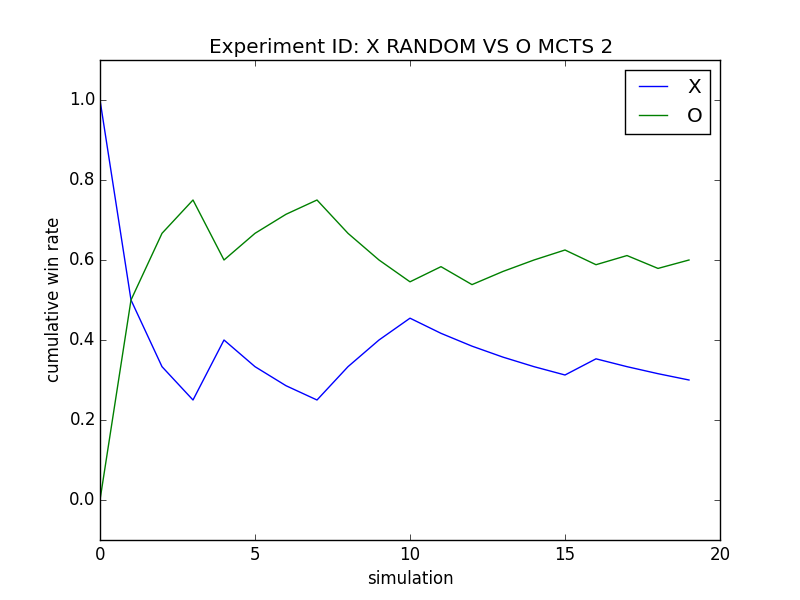 Experiment ID: X RANDOM VS O MCTS 2
X
O
1.0
0.8
0.6
0.4
0.2
0.0
cumulative win rate
0 5 10 15 20
simulation